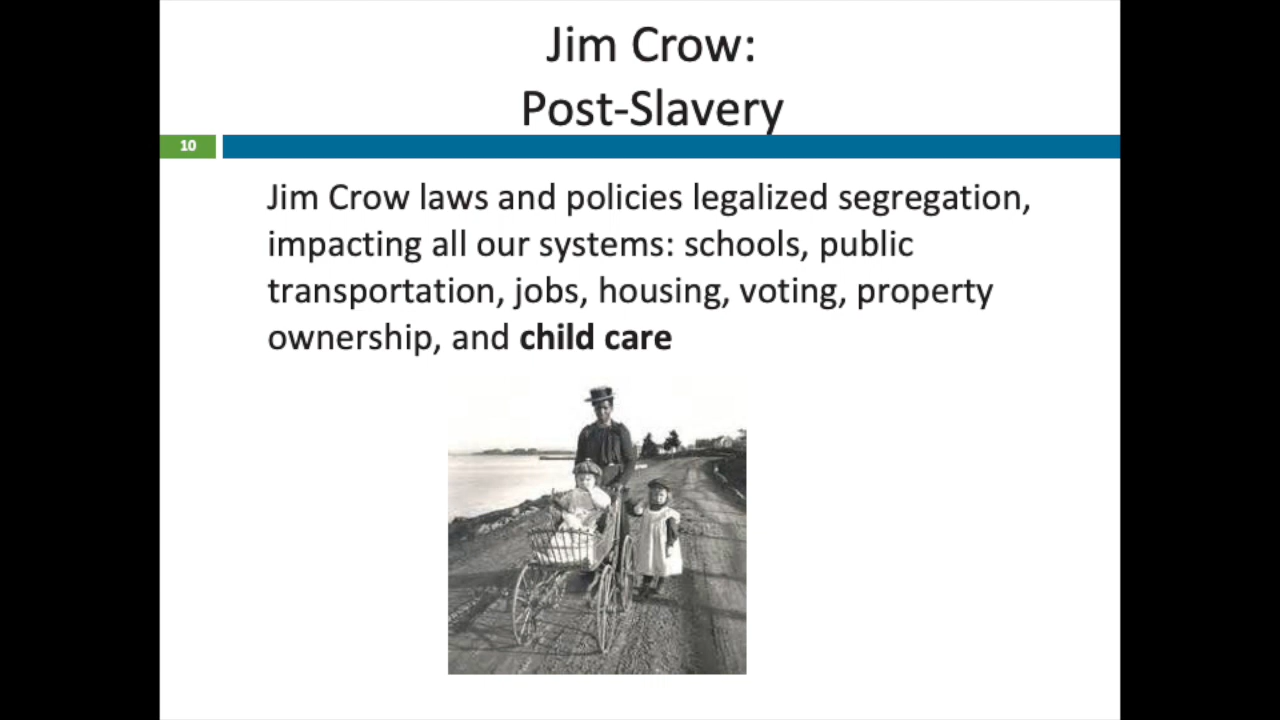 Jim Crow:
Post-Slavery
10
Jim Crow laws and policies legalized segregation,
impacting all our systems: schools, public
transportation, jobs, housing, voting, property
ownership, and child care